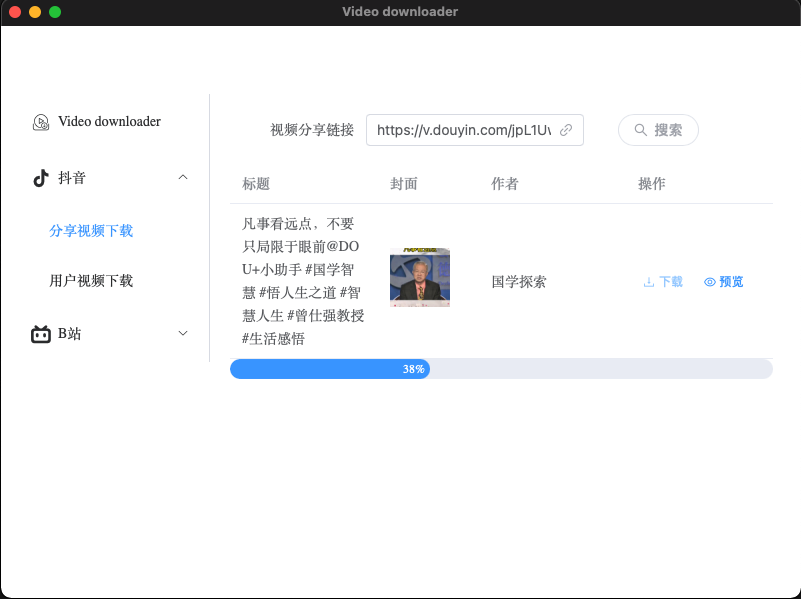 Video downloader
Video downloader
视频分享链接
https://v.douyin.com/jpL1Uv
搜索
抖音
标题 封面 作者 操作
分享视频下载
用户视频下载
B站
凡事看远点，不要
只局限于眼前@DO
U+小助手 #国学智
慧 #悟人生之道 #智
慧人生 #曾仕强教授
#生活感悟
国学探索
下载
预览
38%